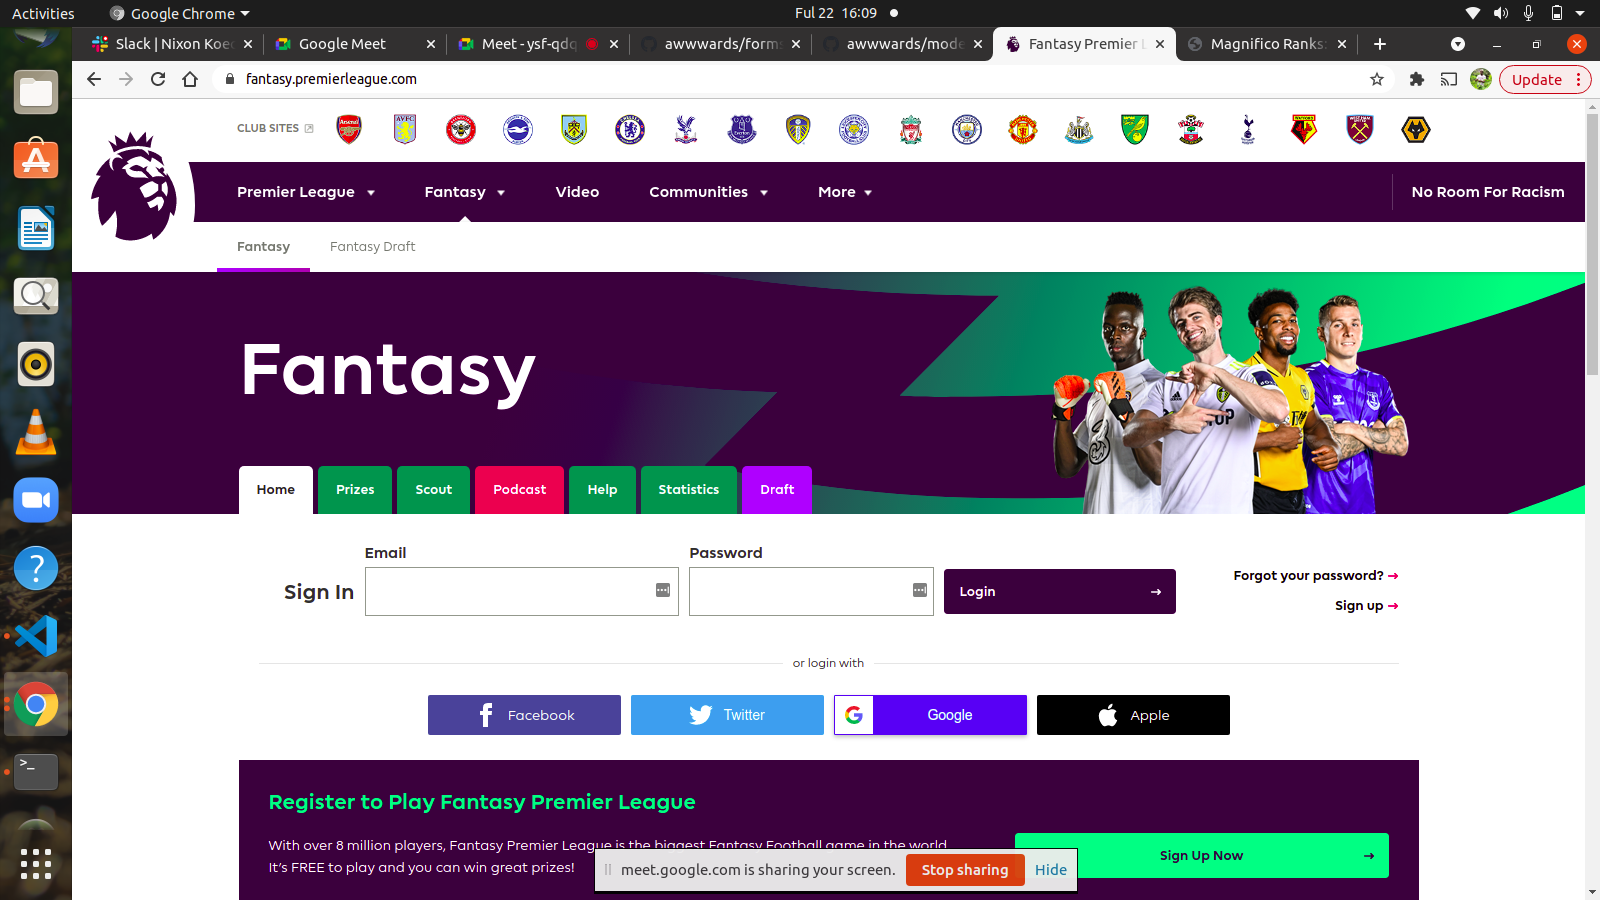 Activities Google Chrome Ful 22 16:09
Slack | Nixon Koec Google Meet Meet - ysf-qdq awwwards/form awwwards/mode Fantasy Premier L Magnifico Ranks
fantasy.premierleague.com Update
CLUB SITES
Premier League Fantasy Video Communities More No Room For Racism
Fantasy Fantasy Draft
Fantasy
Home Prizes Scout Podcast Help Statistics Draft
Email Password
Sign In Login → Forgot your password? →
Sign up →
or login with
Facebook Twitter Google Apple
Register to Play Fantasy Premier League
With over 8 million players, Fantasy Premier League is the biggest Fantasy Football game in the world.
It's FREE to play and you can win great prizes!
Sign Up Now →
meet.google.com is sharing your screen. Stop sharing Hide